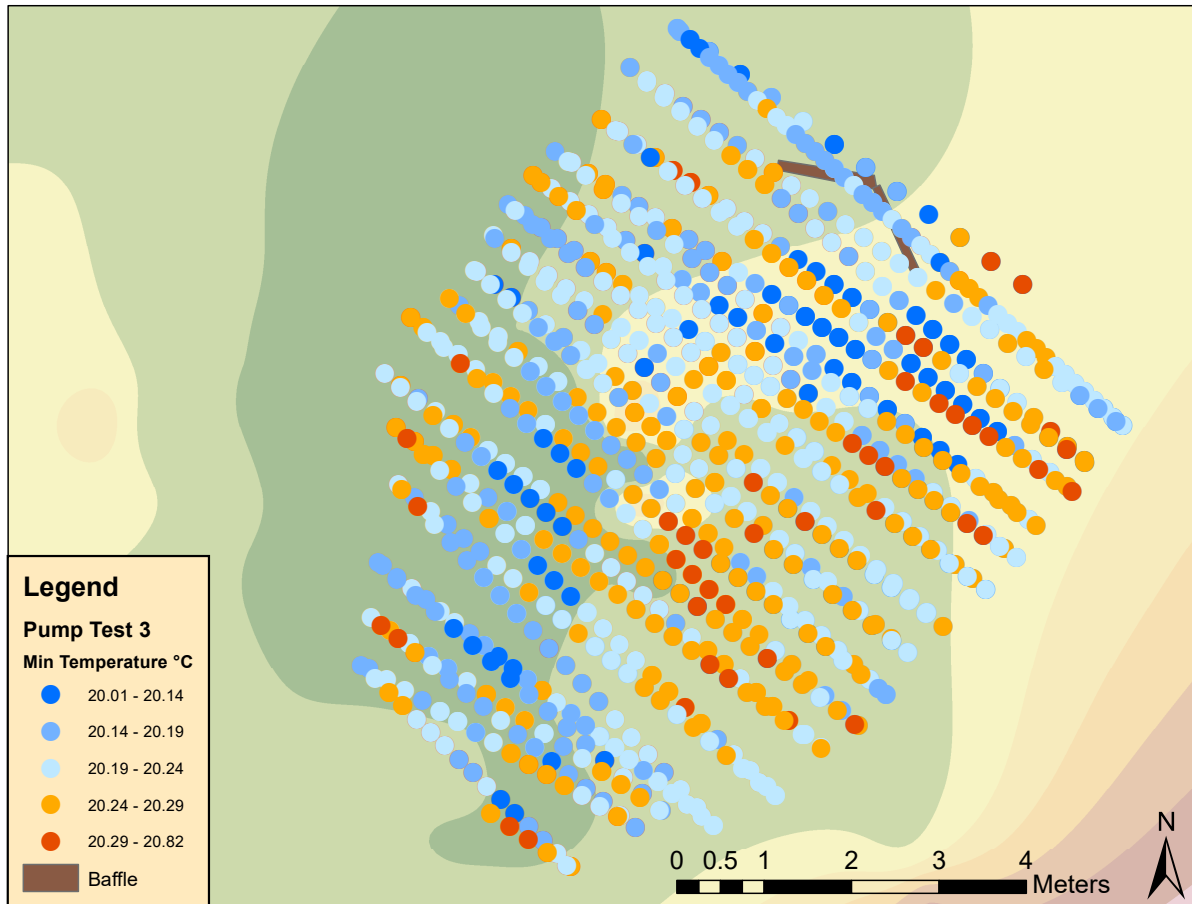 Legend
Pump Test 3
Min Temperature °C
20.01 - 20.14
20.14 - 20.19
20.19 - 20.24
20.24 - 20.29
20.29 - 20.82
Baffle
0 0.5 1 2 3 4
Meters
N